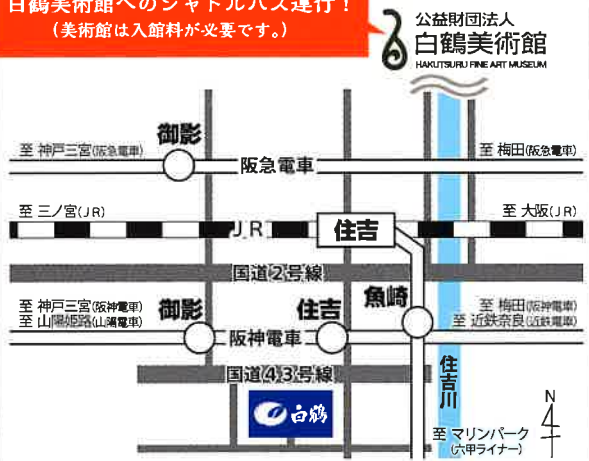 白鶴美術館へのシャトルバス運行！
(美術館は入館料が必要です。)
公益財団法人
白鶴美術館
HAKUTSURU FINE ART MUSEUM
御影
至 神戸三宮(阪急電車)
阪急電車
至 梅田(阪急電車)
至 三ノ宮(JR)
JR
住吉
至 大阪(JR)
国道2号線
至 神戸三宮(阪神電車)
至 山陽姫路(山陽電車)
御影
阪神電車
住吉
魚崎
至 梅田(阪神電車)
至 近鉄奈良(近鉄電車)
国道43号線
白鶴
住吉川
N
4
至 マリンパーク
(六甲ライナー)